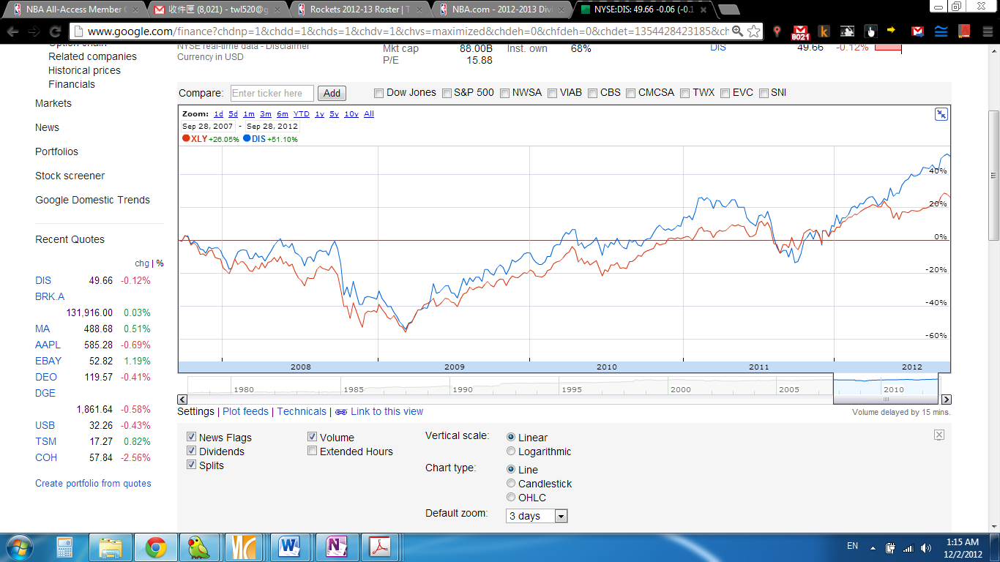 NBA All-Access Member
收件匣 (8,021) - twl520@g
Rockets 2012-13 Roster | T
NBA.com - 2012-2013 Divi
NYSE:DIS: 49.66 -0.06 (-0.1
www.google.com/finance?chdnp=1&chdd=1&chds=1&chdv=1&chvs=maximized&chdeh=0&chfdeh=0&chdet=1354428423185&c
8021
Option chain
Related companies
Historical prices
Financials
Markets
News
Portfolios
Stock screener
Google Domestic Trends
Recent Quotes
chg | %
DIS 49.66 -0.12%
BRK.A
131,916.00 0.03%
MA 488.68 0.51%
AAPL 585.28 -0.69%
EBAY 52.82 1.19%
DEO 119.57 -0.41%
DGE
1,861.64 -0.58%
USB 32.26 -0.43%
TSM 17.27 0.82%
COH 57.84 -2.56%
Create portfolio from quotes
NYSE real-time data - Disclaimer
Currency in USD
Mkt cap 88.00B
P/E 15.88
Inst. own 68%
DIS 49.66 -0.12%
Compare: Enter ticker here Add Dow Jones S&P 500 NWSA VIAB CBS CMCSA TWX EVC SNI
Zoom: 1d 5d 1m 3m 6m YTD 1y 5y 10y All
Sep 28, 2007 - Sep 28, 2012
XLY +26.05% DIS +51.10%
40%
20%
0%
-20%
-40%
-60%
2008 2009 2010 2011 2012
1980 1985 1990 1995 2000 2005 2010
Settings | Plot feeds | Technicals | Link to this view
Volume delayed by 15 mins.
News Flags
Dividends
Splits
Volume
Extended Hours
Vertical scale: Linear
Logarithmic
Chart type: Line
Candlestick
OHLC
Default zoom: 3 days
EN
1:15 AM
12/2/2012